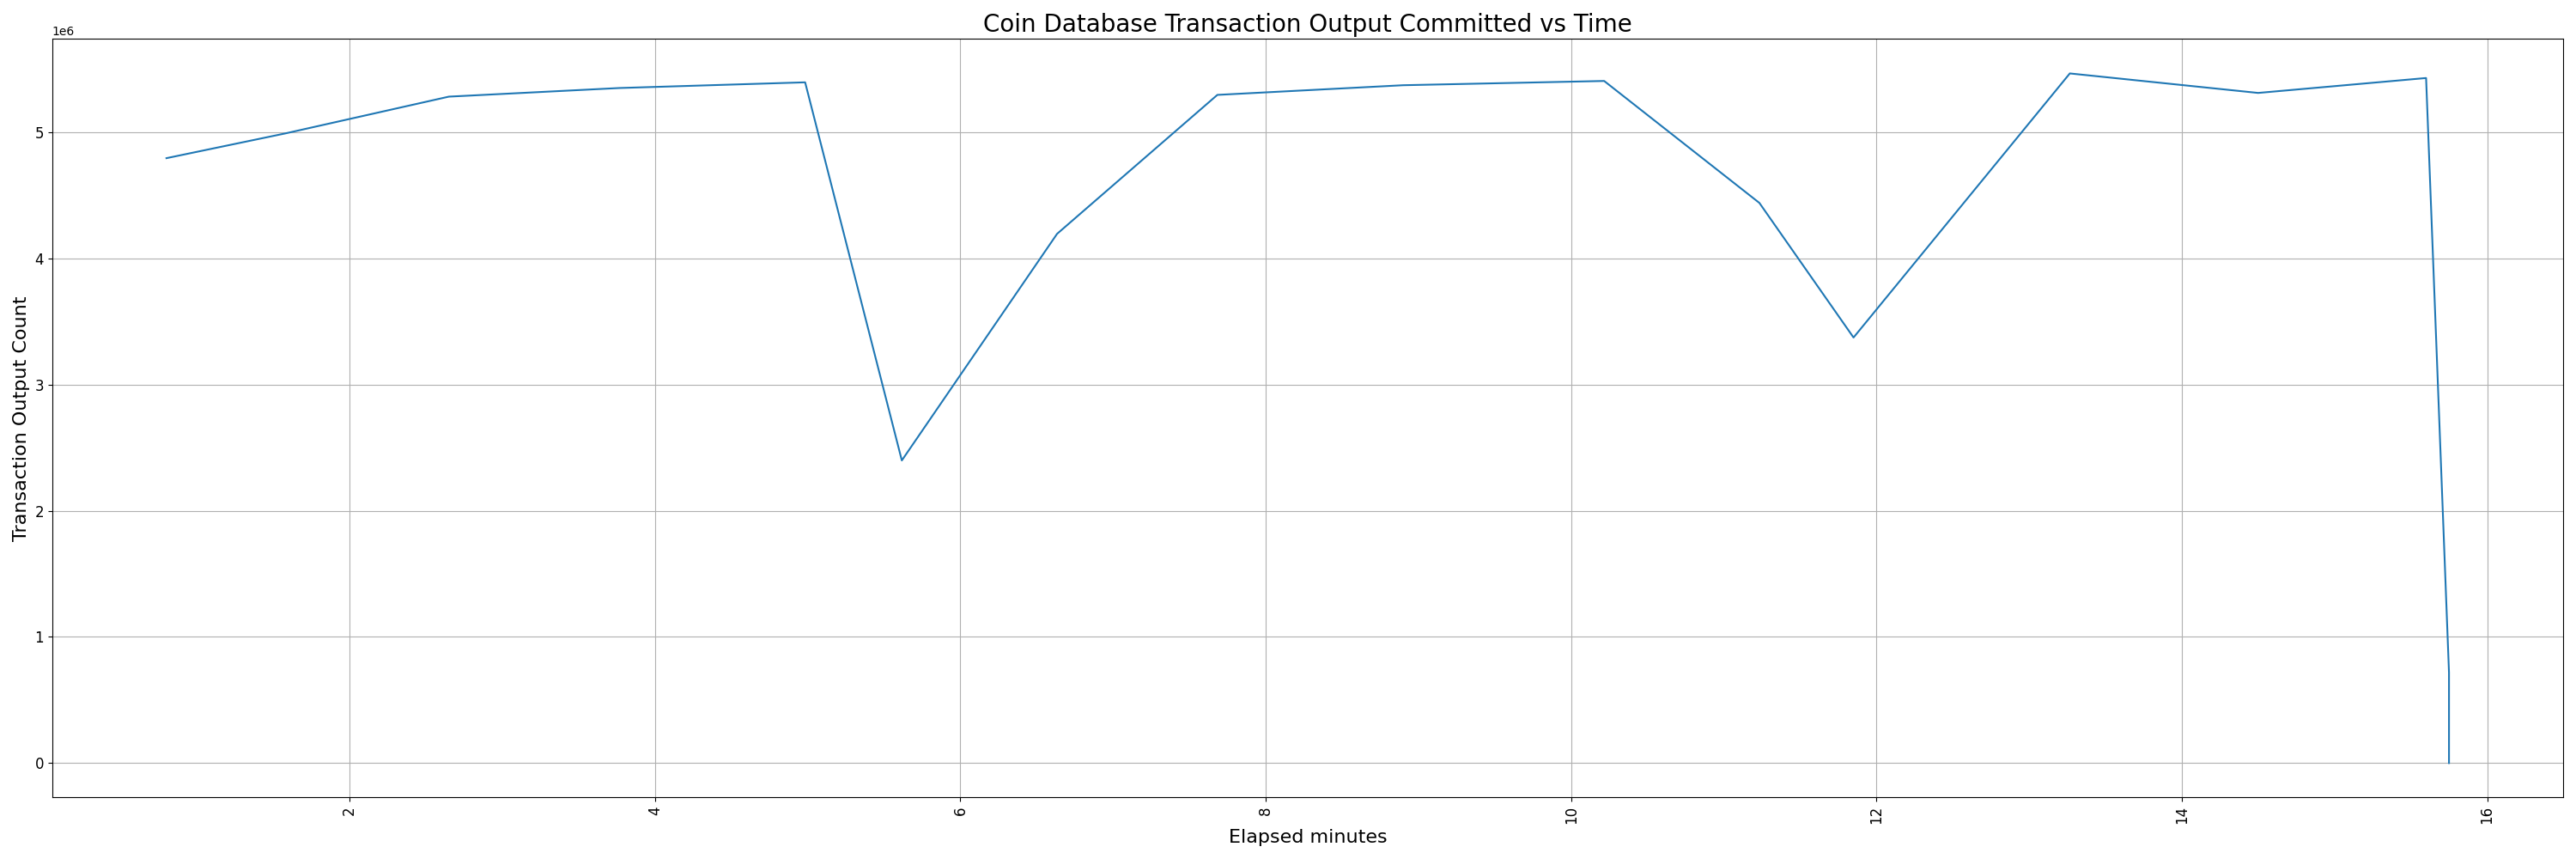 Coin Database Transaction Output Committed vs Time
1e6
5
4
3
2
1
0
Transaction Output Count
2 4 6 8 10 12 14 16
Elapsed minutes